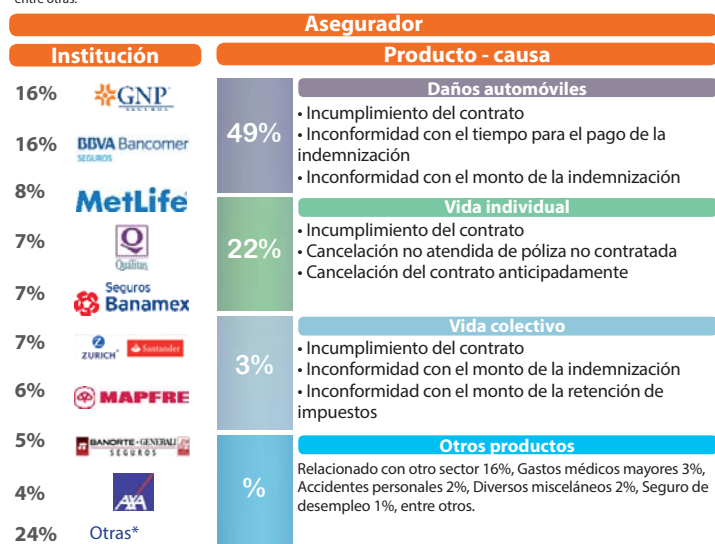 entre otras.
Asegurador
Institución
Producto - causa
16%
GNP
SEGUROS
16%
BBVA Bancomer
SEGUROS
8%
MetLife
7%
Q
Quálitas
7%
Seguros
Banamex
7%
ZURICH
Santander
6%
MAPFRE
5%
BANORTE - GENERALI
SEGUROS
4%
AXA
24%
Otras*
49%
Daños automóviles
• Incumplimiento del contrato
• Inconformidad con el tiempo para el pago de la
indemnización
• Inconformidad con el monto de la indemnización
22%
Vida individual
• Incumplimiento del contrato
• Cancelación no atendida de póliza no contratada
• Cancelación del contrato anticipadamente
3%
Vida colectivo
• Incumplimiento del contrato
• Inconformidad con el monto de la indemnización
• Inconformidad con el monto de la retención de
impuestos
%
Otros productos
Relacionado con otro sector 16%, Gastos médicos mayores 3%,
Accidentes personales 2%, Diversos misceláneos 2%, Seguro de
desempleo 1%, entre otros.